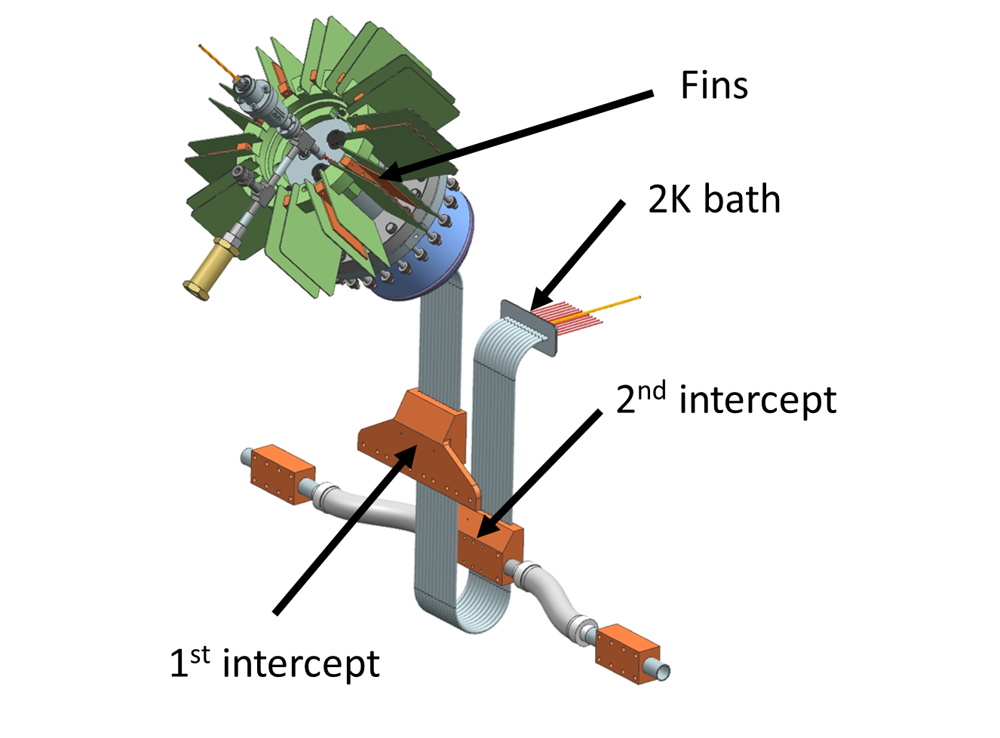 Fins
2K bath
2nd intercept
1st intercept